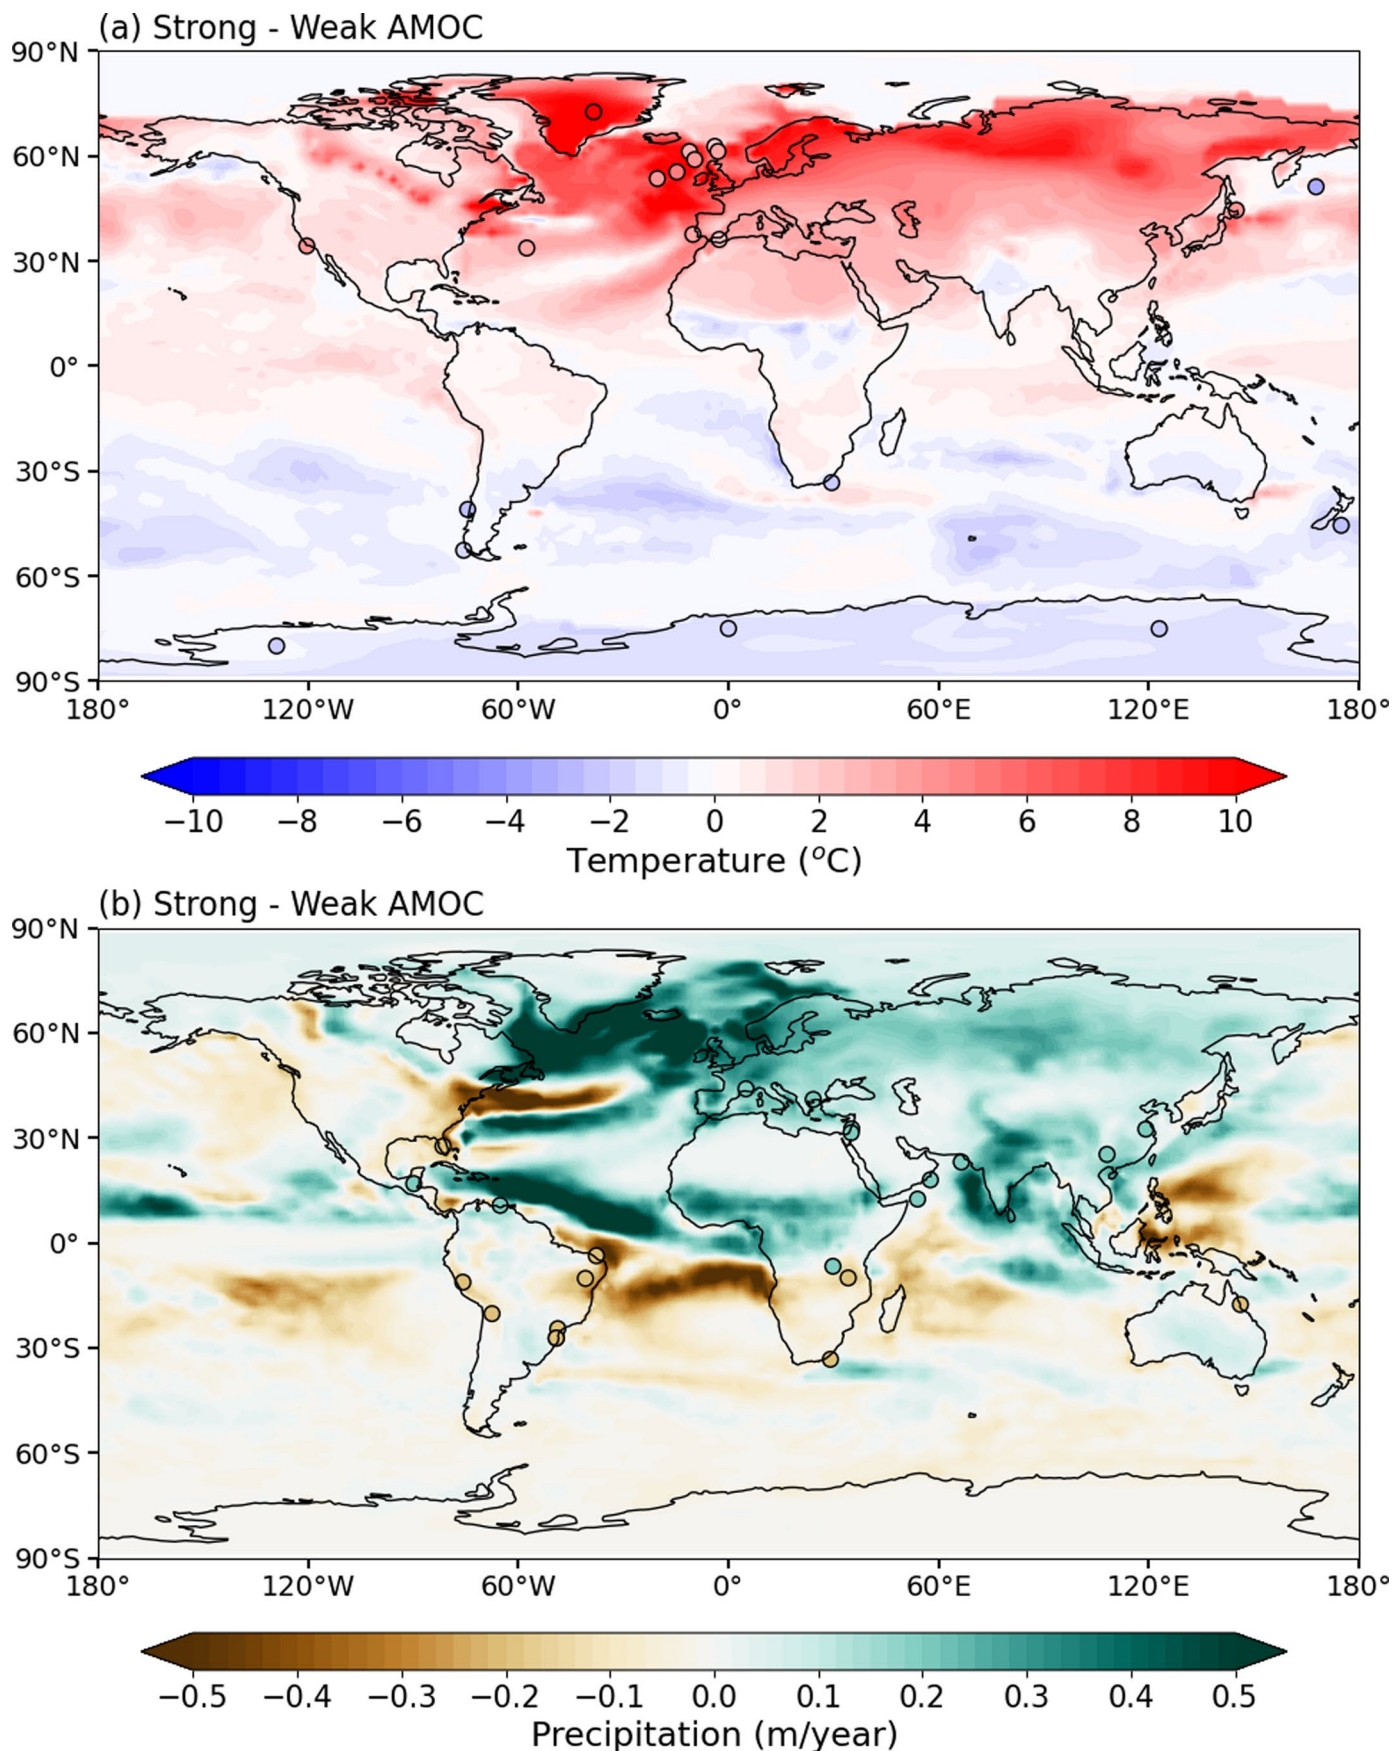 (a) Strong - Weak AMOC
90°N
60°N
30°N
0°
30°S
60°S
90°S
180° 120°W 60°W 0° 60°E 120°E 180°
−10 −8 −6 −4 −2 0 2 4 6 8 10
Temperature (°C)
(b) Strong - Weak AMOC
90°N
60°N
30°N
0°
30°S
60°S
90°S
180° 120°W 60°W 0° 60°E 120°E 180°
−0.5 −0.4 −0.3 −0.2 −0.1 0.0 0.1 0.2 0.3 0.4 0.5
Precipitation (m/year)